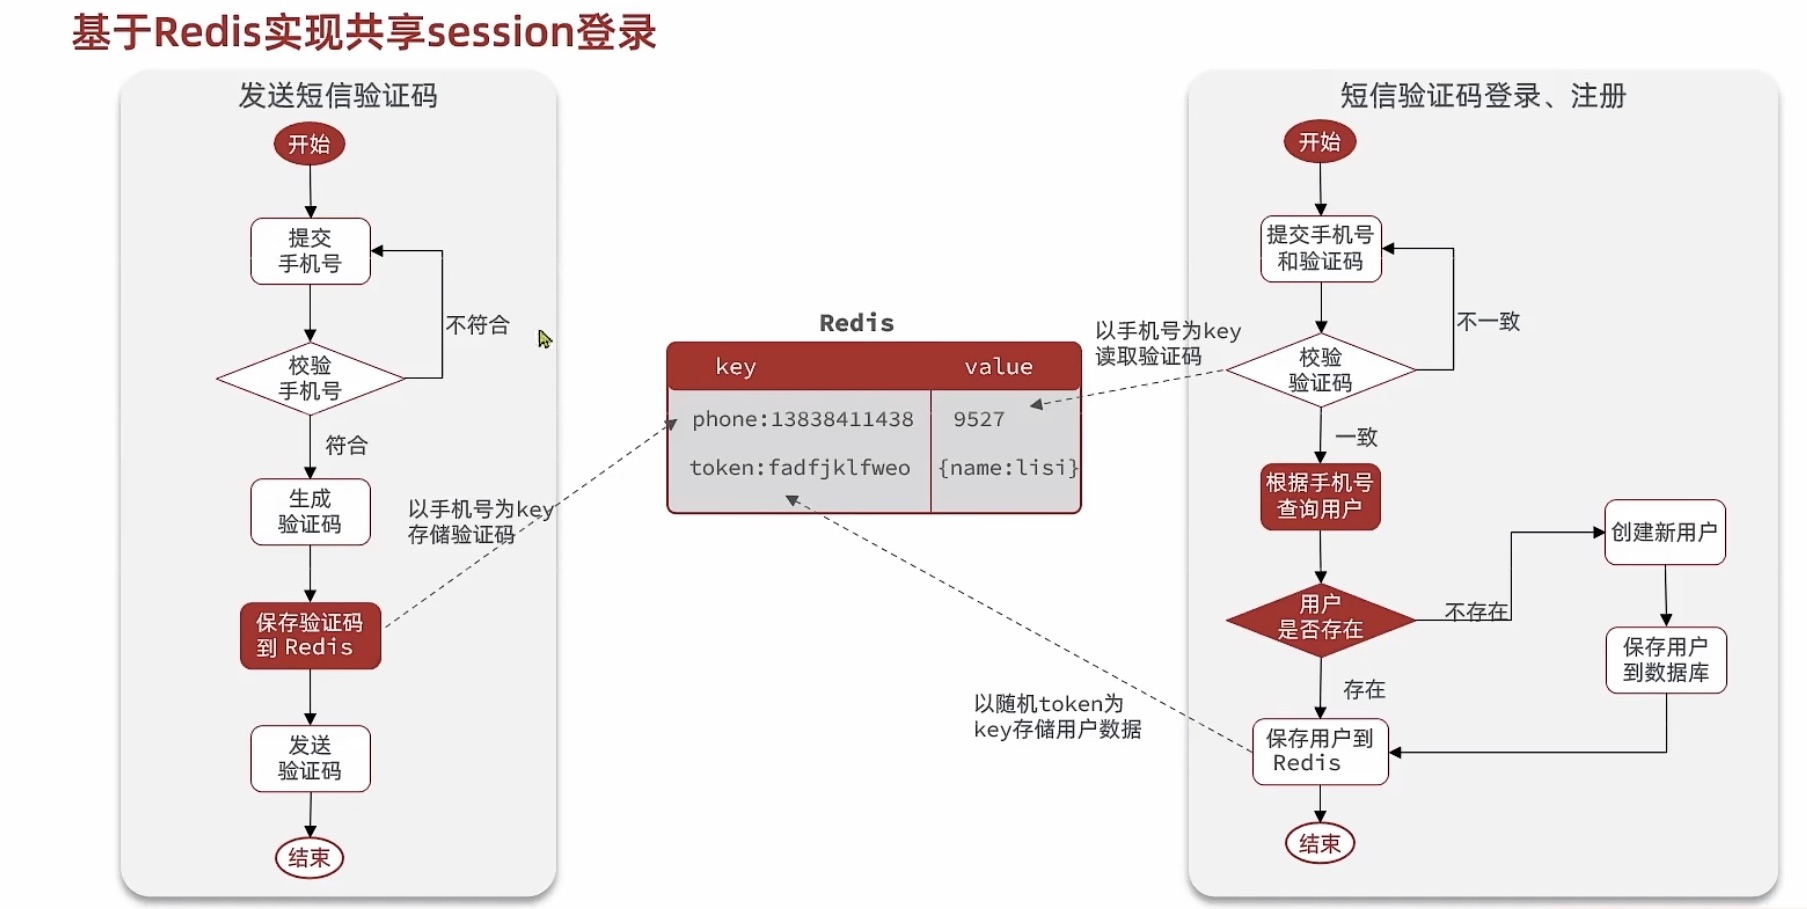 基于Redis实现共享session登录
发送短信验证码
开始
提交
手机号
不符合
校验
手机号
符合
生成
验证码
以手机号为key
存储验证码
保存验证码
到 Redis
发送
验证码
结束
Redis
key
value
phone:13838411438
9527
token:fadfjklfweo
{name:lisi}
以手机号为key
读取验证码
以随机token为
key存储用户数据
短信验证码登录、注册
开始
提交手机号
和验证码
不一致
校验
验证码
一致
根据手机号
查询用户
用户
是否存在
不存在
创建新用户
保存用户
到数据库
存在
保存用户到
Redis
结束